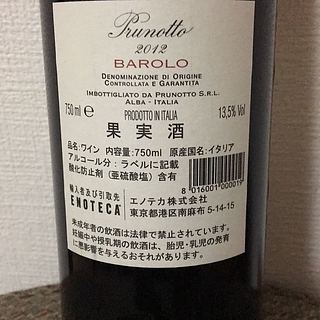 Prunotto
2012
BAROLO
DENOMINAZIONE DI ORIGINE
CONTROLLATA E GARANTITA
IMBOTTIGLIATO DA PRUNOTTO S.R.L.
ALBA - ITALIA
750 ml e PRODOTTO IN ITALIA 13,5% Vol
果実酒
品名:ワイン 内容量:750ml 原産国名:イタリア
アルコール分:ラベルに記載
酸化防止剤(亜硫酸塩)含有
8 016001 000019
輸入者及び引取先
ENOTECA
エノテカ株式会社
東京都港区南麻布 5-14-15
未成年者の飲酒は法律で禁止されています。
妊娠中や授乳期の飲酒は、胎児・乳児の発育
に悪影響を与えるおそれがあります。